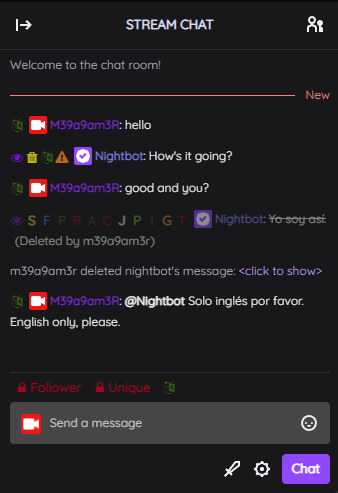 STREAM CHAT
Welcome to the chat room!
New
M39a9am3R: hello
Nightbot: How's it going?
M39a9am3R: good and you?
S F P R A C J P I G T Nightbot: Yo soy asi.
(Deleted by m39a9am3r)
m39a9am3r deleted nightbot's message: <click to show>
M39a9am3R: @Nightbot Solo inglés por favor.
English only, please.
Follower Unique
Send a message
Chat